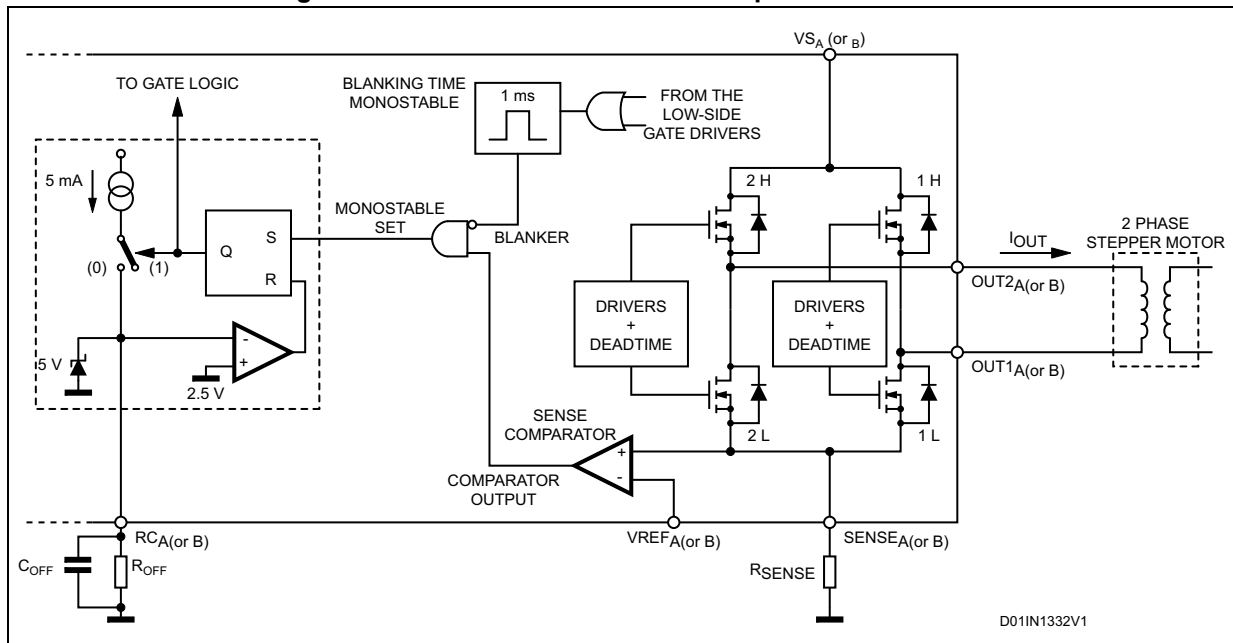 VSA (or B)
TO GATE LOGIC
BLANKING TIME
MONOSTABLE
1 ms
FROM THE
LOW-SIDE
GATE DRIVERS
5 mA
2 H
1 H
MONOSTABLE
SET
BLANKER
2 PHASE
STEPPER MOTOR
IOUT
Q
S
R
(0)
(1)
OUT2A(or B)
DRIVERS
+
DEADTIME
DRIVERS
+
DEADTIME
-
+
5 V
2.5 V
OUT1A(or B)
SENSE
COMPARATOR
2 L
1 L
+
-
COMPARATOR
OUTPUT
RCA(or B)
VREFA(or B)
SENSEA(or B)
COFF
ROFF
RSENSE
D01IN1332V1